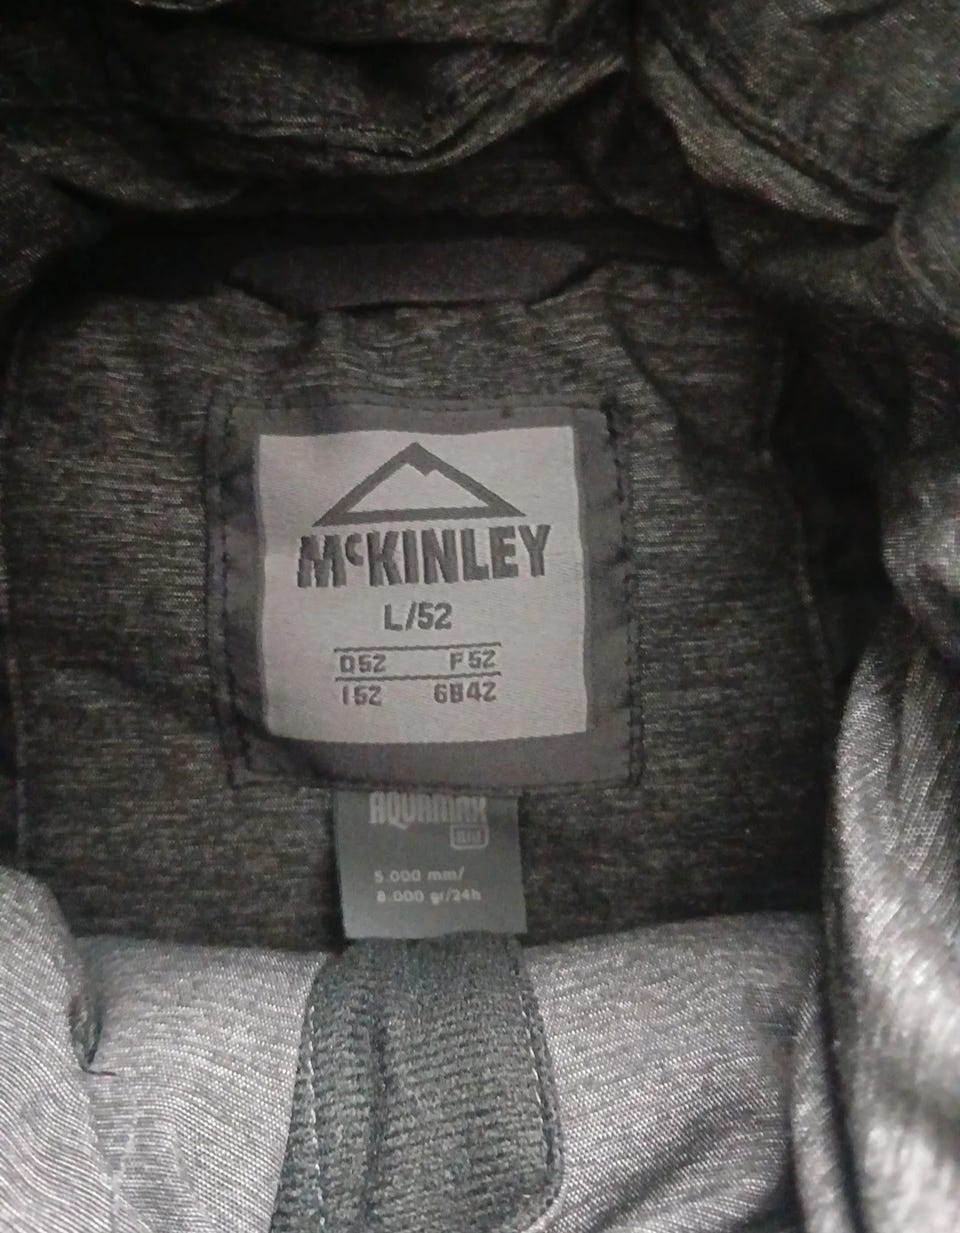 McKINLEY
L/52
D52 F52
I52 GB42
AQUAMAX
5.000 mm/
8.000 gr/24h